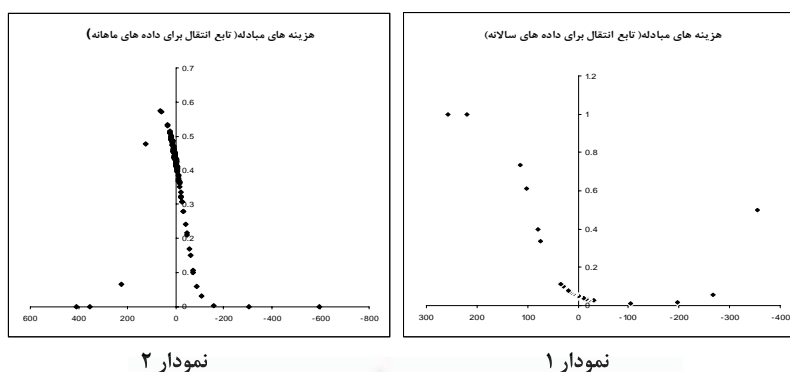 هزینه های مبادله( تابع انتقال برای داده های سالانه)
1.2
1
0.8
0.6
0.4
0.2
0
300 200 100 0 -100 -200 -300 -400
نمودار ۱
هزینه های مبادله( تابع انتقال برای داده های ماهانه)
0.7
0.6
0.5
0.4
0.3
0.2
0.1
0
600 400 200 0 -200 -400 -600 -800
نمودار ۲